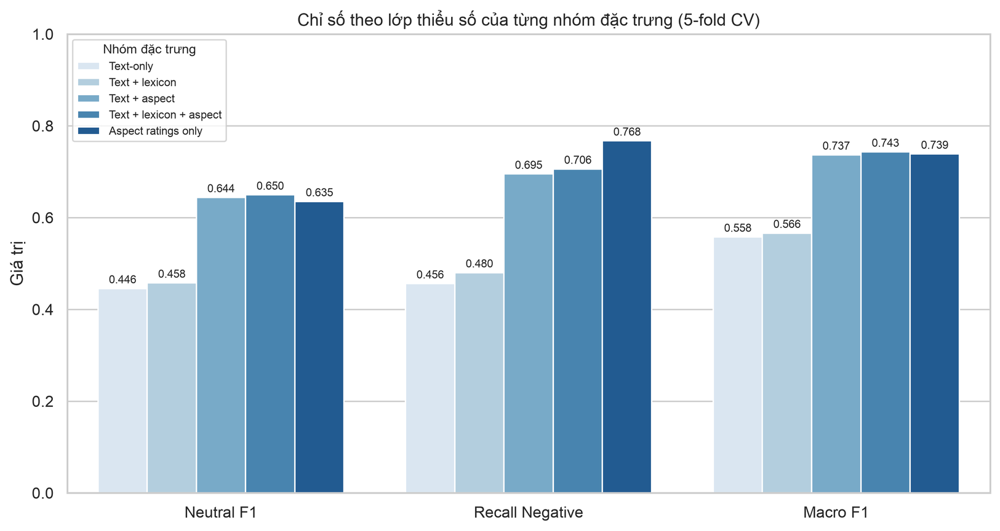 Chỉ số theo lớp thiểu số của từng nhóm đặc trưng (5-fold CV)
Giá trị
1.0
0.8
0.6
0.4
0.2
0.0
Nhóm đặc trưng
Text-only
Text + lexicon
Text + aspect
Text + lexicon + aspect
Aspect ratings only
0.446
0.458
0.644
0.650
0.635
0.456
0.480
0.695
0.706
0.768
0.558
0.566
0.737
0.743
0.739
Neutral F1
Recall Negative
Macro F1